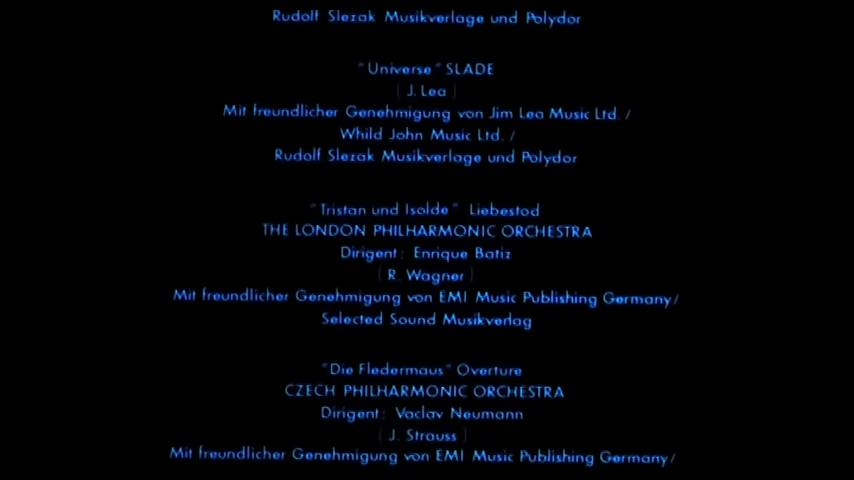 Rudolf Slezak Musikverlage und Polydor
"Universe" SLADE
(J. Lea)
Mit freundlicher Genehmigung von Jim Lea Music Ltd. /
Whild John Music Ltd. /
Rudolf Slezak Musikverlage und Polydor
"Tristan und Isolde" Liebestod
THE LONDON PHILHARMONIC ORCHESTRA
Dirigent: Enrique Batiz
(R. Wagner)
Mit freundlicher Genehmigung von EMI Music Publishing Germany/
Selected Sound Musikverlag
"Die Fledermaus" Overture
CZECH PHILHARMONIC ORCHESTRA
Dirigent: Vaclav Neumann
(J. Strauss)
Mit freundlicher Genehmigung von EMI Music Publishing Germany/